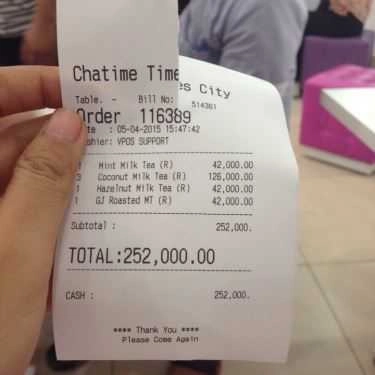 Chatime Time
es City
Table. - Bill No:
514361
Order 116389
te : 05-04-2015 15:47:42
shier: VPOS SUPPORT
Mint Milk Tea (R) 42,000.00
3 Coconut Milk Tea (R) 126,000.00
1 Hazelnut Milk Tea (R) 42,000.00
1 GJ Roasted MT (R) 42,000.00
Subtotal : 252,000.
TOTAL:252,000.00
CASH : 252,000.
**** Thank You ****
Please Come Again